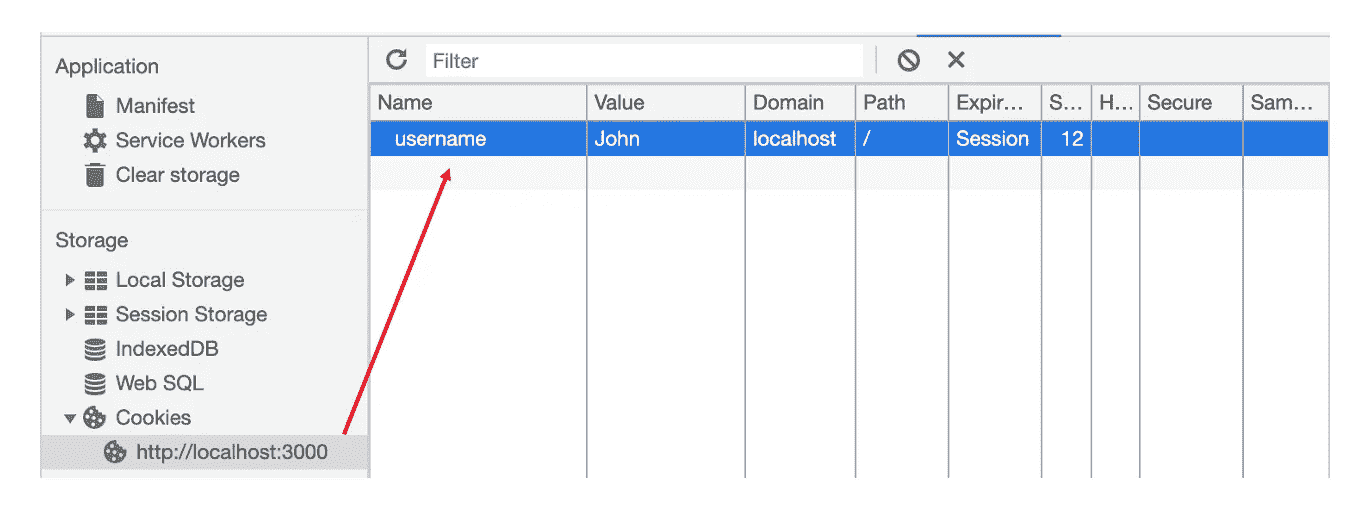 Application
Manifest
Service Workers
Clear storage
Storage
Local Storage
Session Storage
IndexedDB
Web SQL
Cookies
http://localhost:3000
Filter
Name Value Domain Path Expir... S... H... Secure Sam...
username John localhost / Session 12